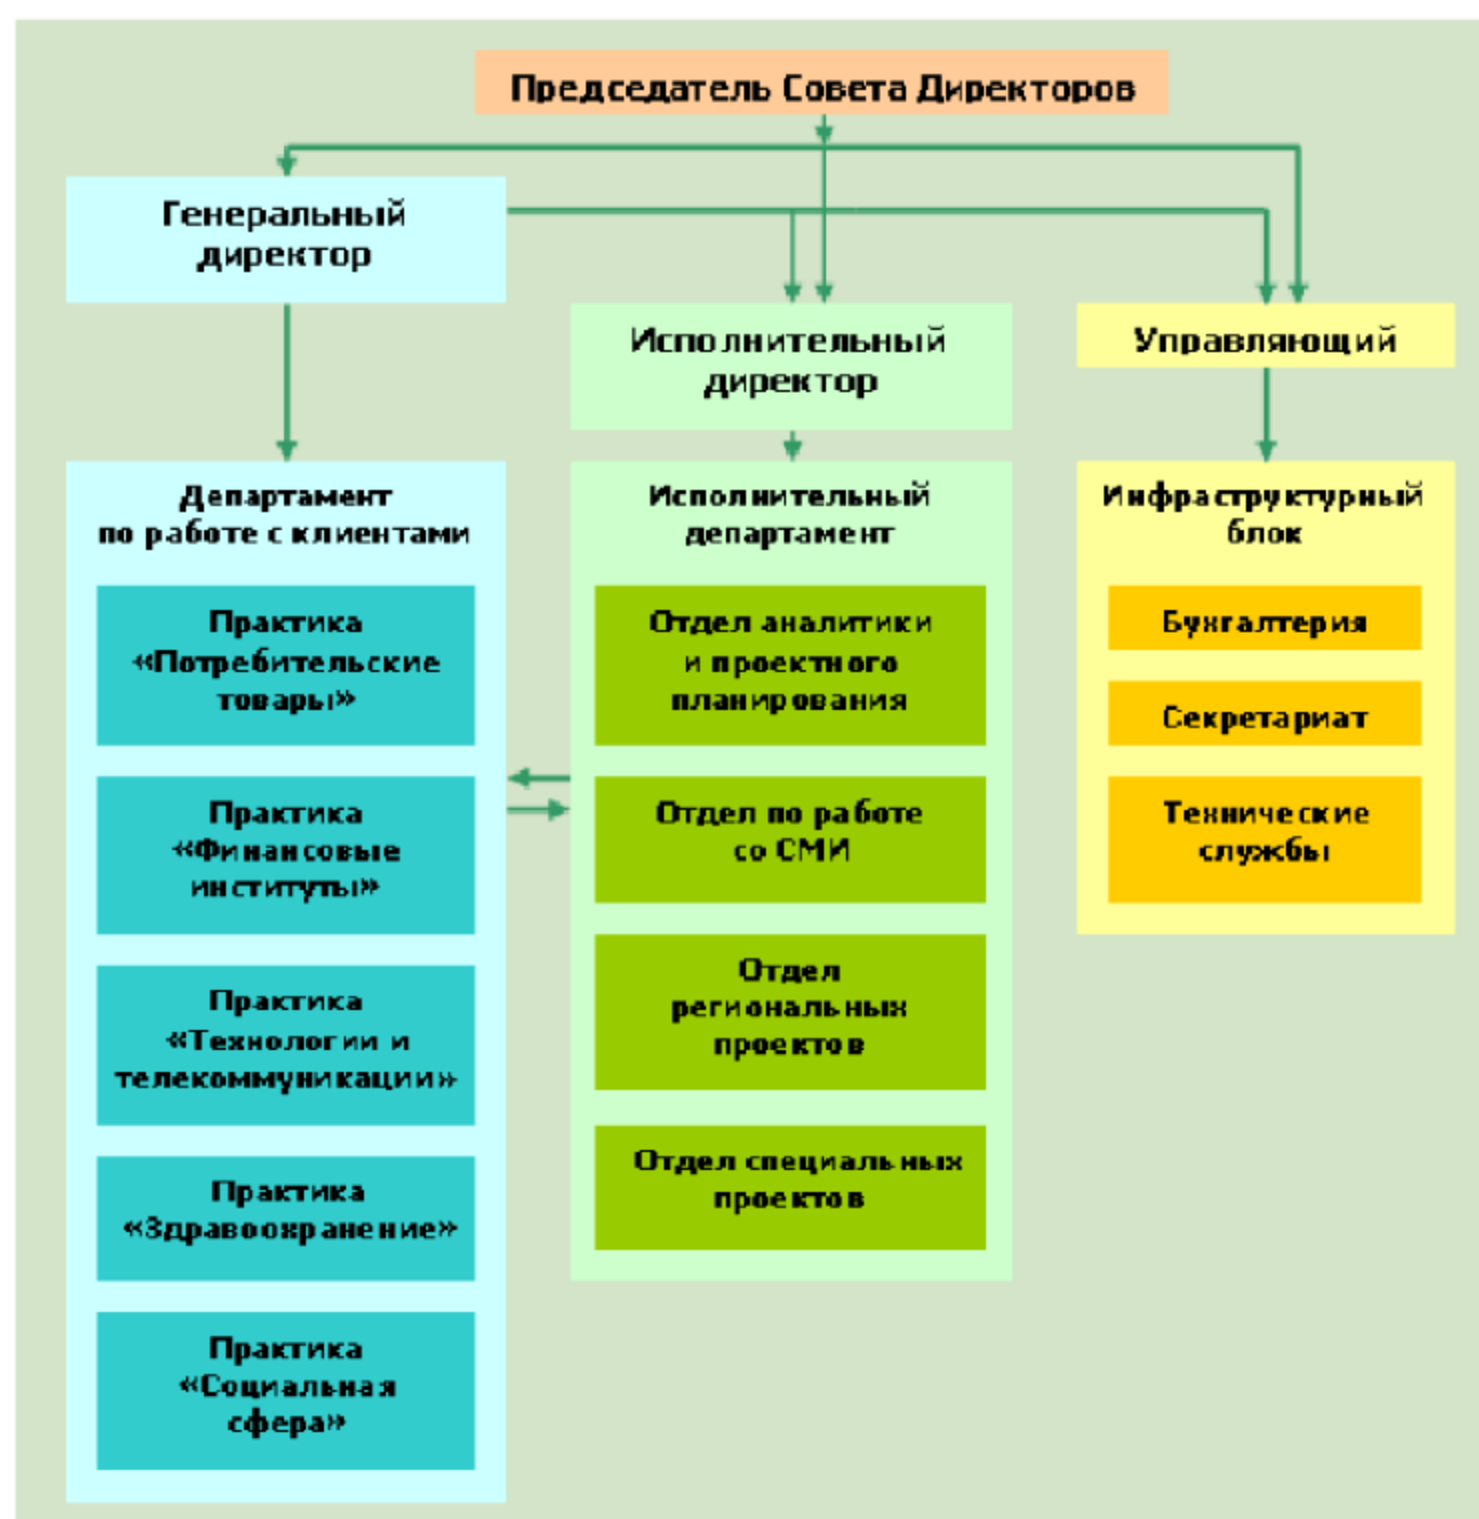 Председатель Совета Директоров
Генеральный
директор
Исполнительный
директор
Управляющий
Департамент
по работе с клиентами
Практика
«Потребительские
товары»
Практика
«Финансовые
институты»
Практика
«Технологии и
телекоммуникации»
Практика
«Здравоохранение»
Практика
«Социальная
сфера»
Исполнительный
департамент
Отдел аналитики
и проектного
планирования
Отдел по работе
со СМИ
Отдел
региональных
проектов
Отдел специальных
проектов
Инфраструктурный
блок
Бухгалтерия
Секретариат
Технические
службы